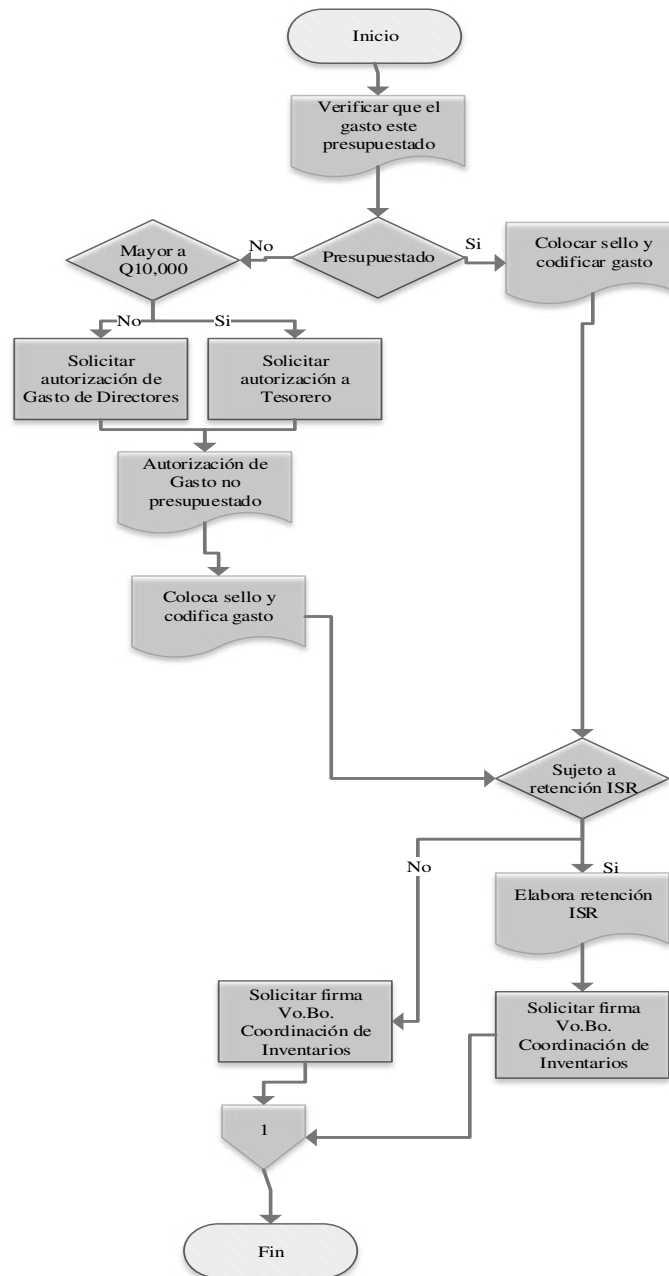 Inicio
Verificar que el
gasto este
presupuestado
Mayor a
Q10,000
No
Presupuestado
Si
Colocar sello y
codificar gasto
No
Si
Solicitar
autorización de
Gasto de Directores
Solicitar
autorización a
Tesorero
Autorización de
Gasto no
presupuestado
Coloca sello y
codifica gasto
Sujeto a
retención ISR
No
Si
Elabora retención
ISR
Solicitar firma
Vo.Bo.
Coordinación de
Inventarios
Solicitar firma
Vo.Bo.
Coordinación de
Inventarios
1
Fin